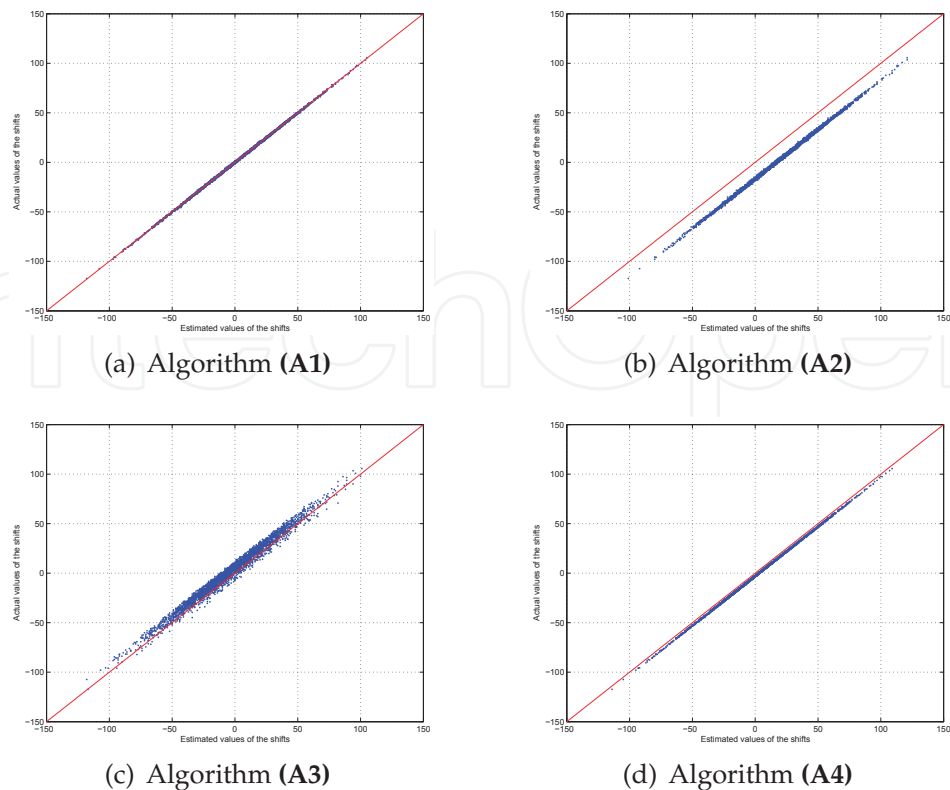 150
100
50
0
−50
−100
−150
−150 −100 −50 0 50 100 150
Actual values of the shifts
Estimated values of the shifts
(a) Algorithm (A1)
150
100
50
0
−50
−100
−150
−150 −100 −50 0 50 100 150
Actual values of the shifts
Estimated values of the shifts
(b) Algorithm (A2)
150
100
50
0
−50
−100
−150
−150 −100 −50 0 50 100 150
Actual values of the shifts
Estimated values of the shifts
(c) Algorithm (A3)
150
100
50
0
−50
−100
−150
−150 −100 −50 0 50 100 150
Actual values of the shifts
Estimated values of the shifts
(d) Algorithm (A4)